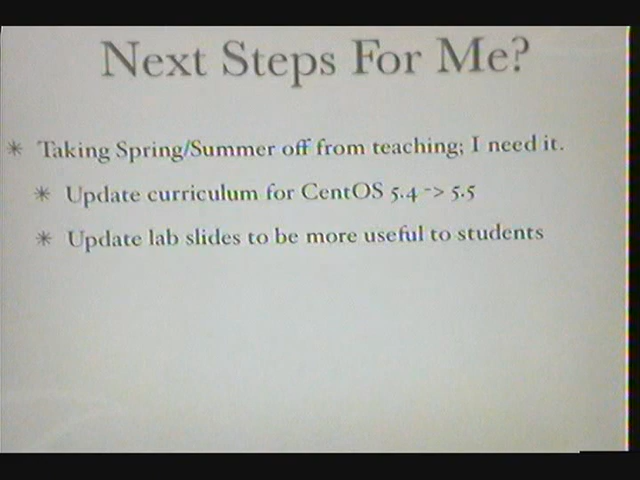 Next Steps For Me?
* Taking Spring/Summer off from teaching; I need it.
* Update curriculum for CentOS 5.4 -> 5.5
* Update lab slides to be more useful to students